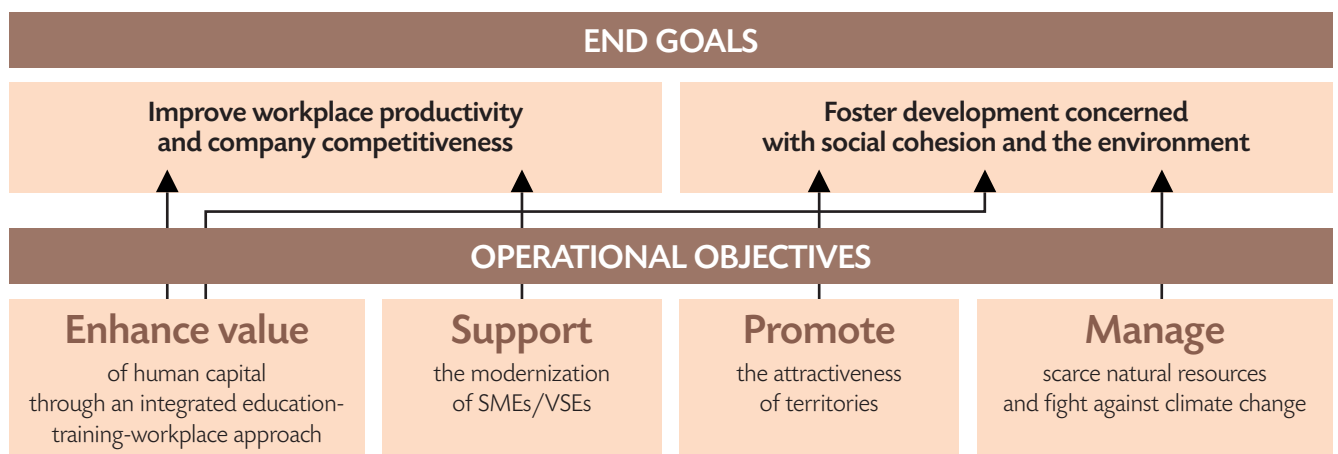 END GOALS
Improve workplace productivity
and company competitiveness
Foster development concerned
with social cohesion and the environment
OPERATIONAL OBJECTIVES
Enhance value
of human capital
through an integrated education-
training-workplace approach
Support
the modernization
of SMEs/VSEs
Promote
the attractiveness
of territories
Manage
scarce natural resources
and fight against climate change